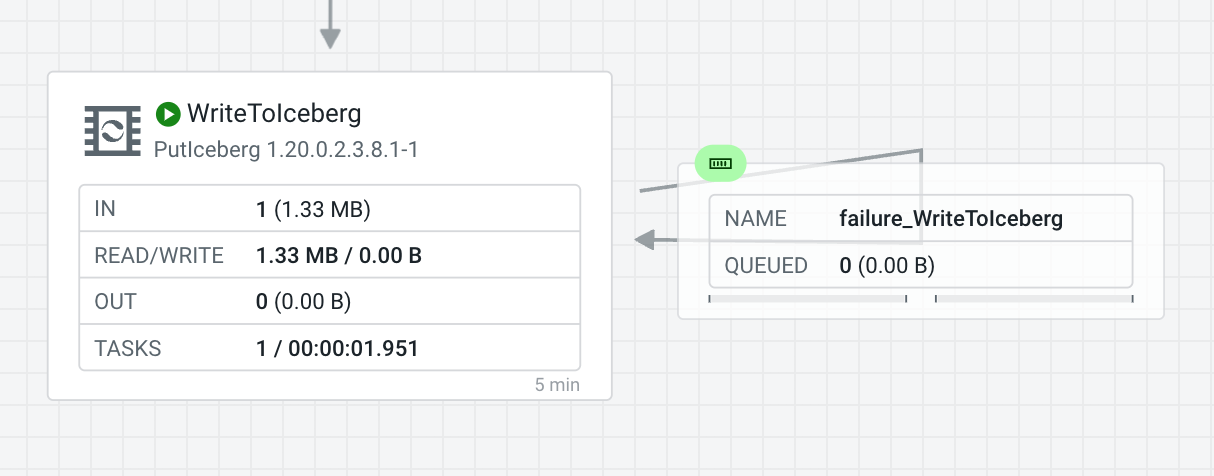 WriteToIceberg
PutIceberg 1.20.0.2.3.8.1-1
IN 1 (1.33 MB)
READ/WRITE 1.33 MB / 0.00 B
OUT 0 (0.00 B)
TASKS 1 / 00:00:01.951
5 min
NAME failure_WriteToIceberg
QUEUED 0 (0.00 B)